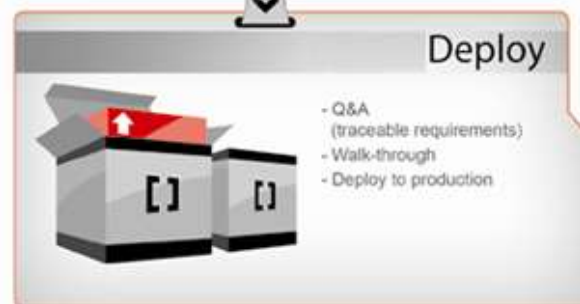 Deploy
- Q&A
(traceable requirements)
- Walk-through
- Deploy to production
[ ]
[ ]